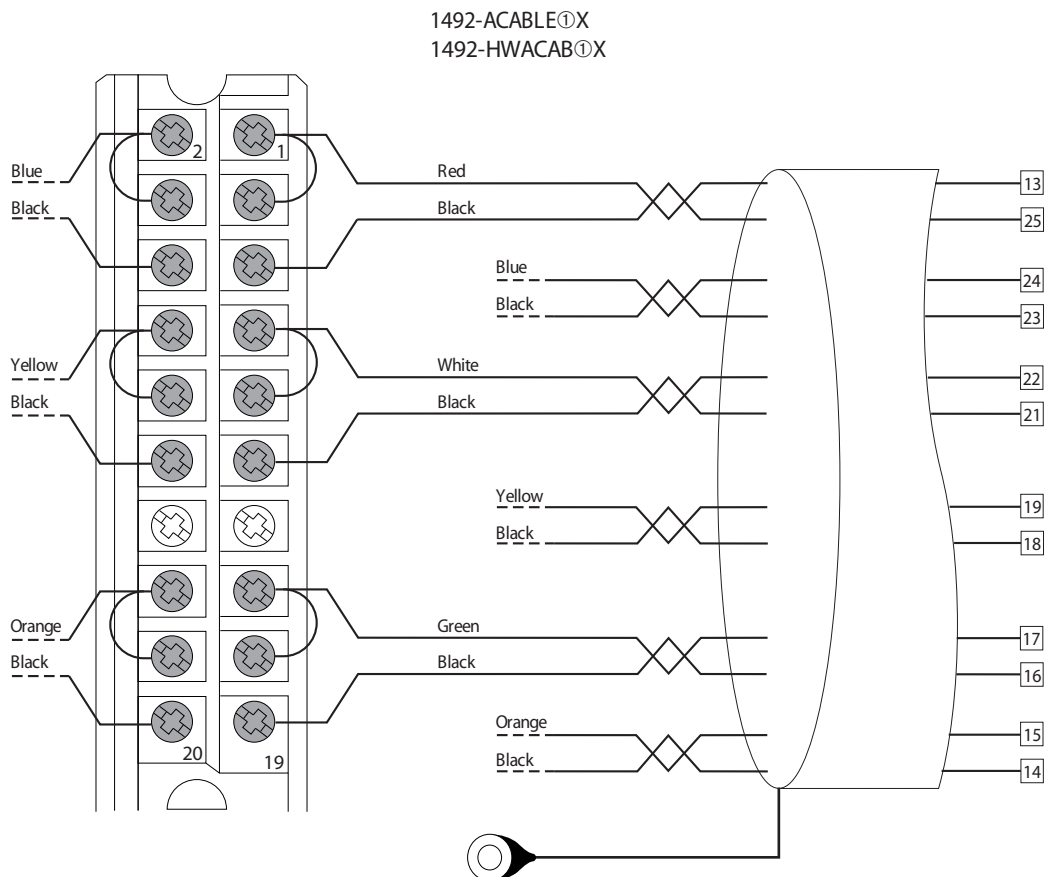 1492-ACABLE①X
1492-HWACAB①X
2
1
Blue
Black
Red
Black
13
25
Blue
Black
24
23
Yellow
Black
White
Black
22
21
Yellow
Black
19
18
Orange
Black
Green
Black
17
16
Orange
Black
15
14
20
19